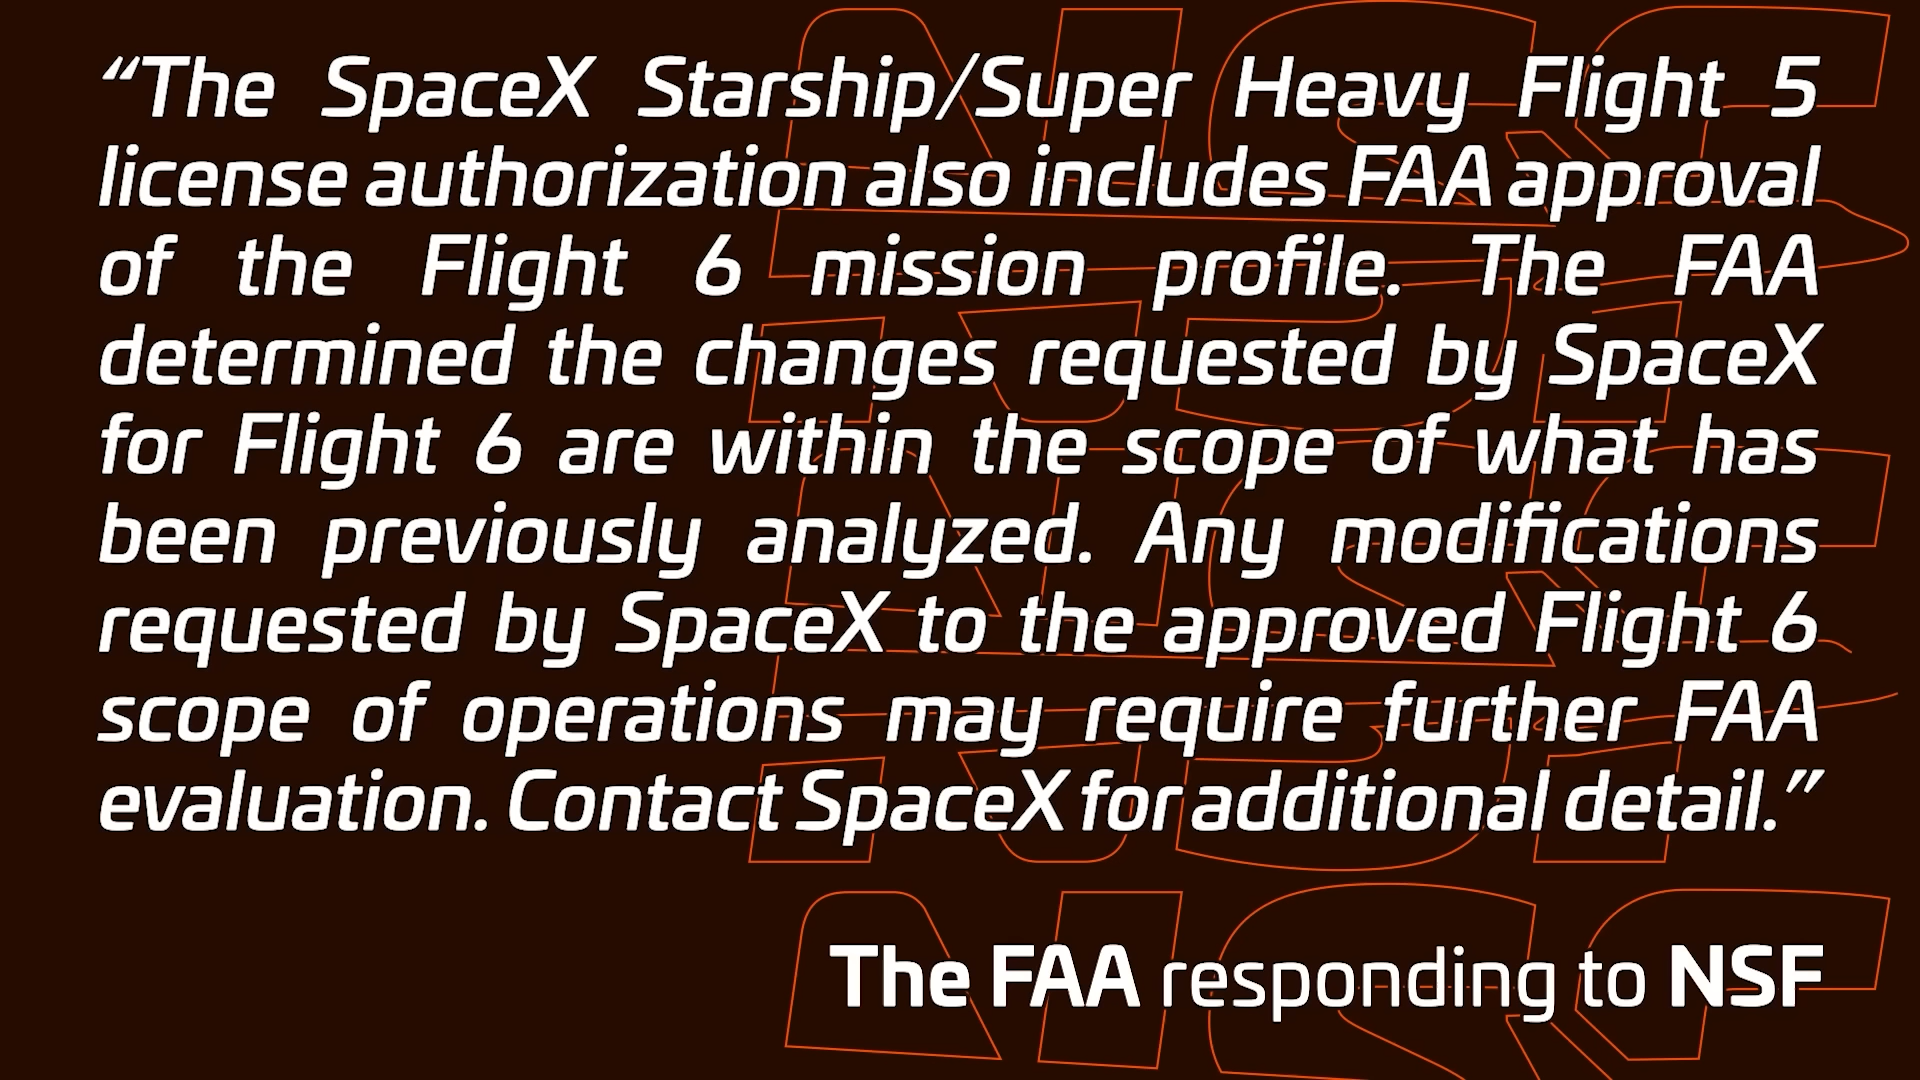 “The SpaceX Starship/Super Heavy Flight 5
license authorization also includes FAA approval
of the Flight 6 mission profile. The FAA
determined the changes requested by SpaceX
for Flight 6 are within the scope of what has
been previously analyzed. Any modifications
requested by SpaceX to the approved Flight 6
scope of operations may require further FAA
evaluation. Contact SpaceX for additional detail.”
The FAA responding to NSF